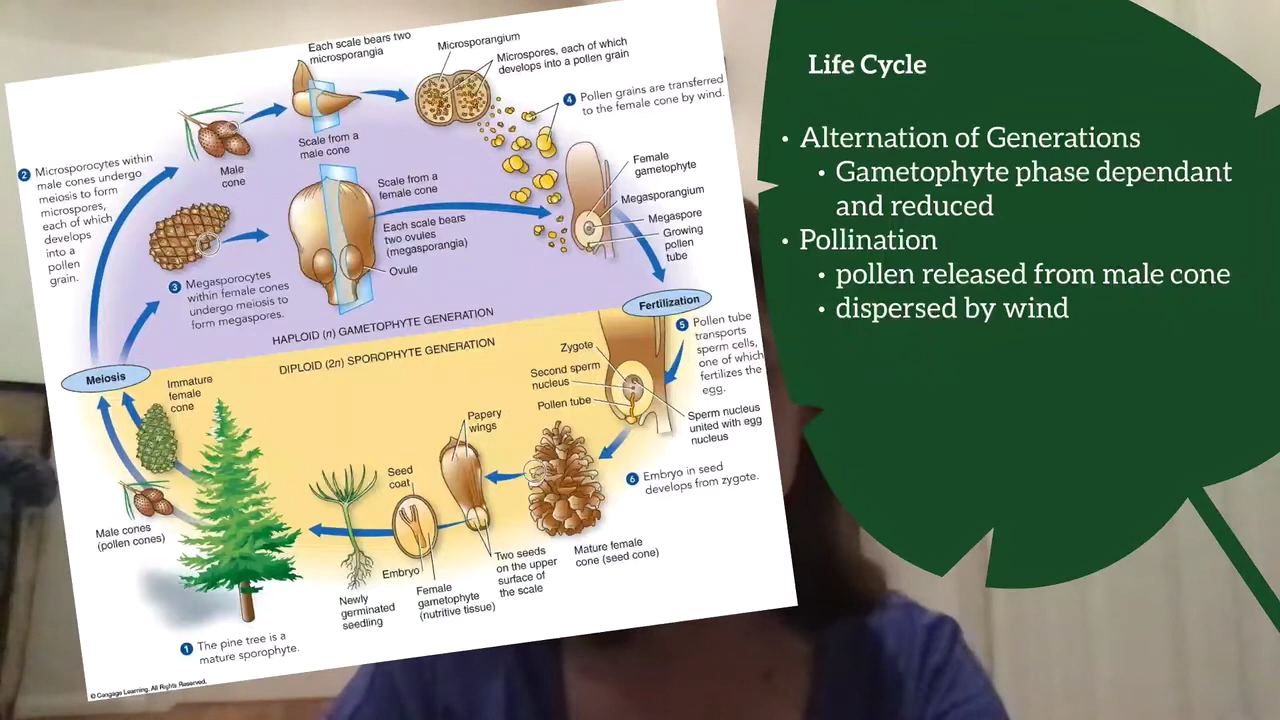 Each scale bears two
microsporangia
Microsporangium
Microspores, each of which
develops into a pollen grain
4 Pollen grains are transferred
to the female cone by wind.
Scale from a
male cone
Male
cone
2 Microsporocytes within
male cones undergo
meiosis to form
microspores,
each of which
develops
into a
pollen
grain.
Scale from a
female cone
Each scale bears
two ovules
(megasporangia)
Ovule
Female
gametophyte
Megasporangium
Megaspore
Growing
pollen
tube
3 Megasporocytes
within female cones
undergo meiosis to
form megaspores.
HAPLOID (n) GAMETOPHYTE GENERATION
Fertilization
DIPLOID (2n) SPOROPHYTE GENERATION
Meiosis
Immature
female
cone
5 Pollen tube
transports
sperm cells,
one of which
fertilizes the
egg.
Zygote
Second sperm
nucleus
Pollen tube
Sperm nucleus
united with egg
nucleus
Papery
wings
Seed
coat
6 Embryo in seed
develops from zygote.
Male cones
(pollen cones)
Embryo
Newly
germinated
seedling
Female
gametophyte
(nutritive tissue)
Two seeds
on the upper
surface of
the scale
Mature female
cone (seed cone)
1 The pine tree is a
mature sporophyte.
© Cengage Learning. All Rights Reserved.
Life Cycle
• Alternation of Generations
• Gametophyte phase dependant
and reduced
• Pollination
• pollen released from male cone
• dispersed by wind